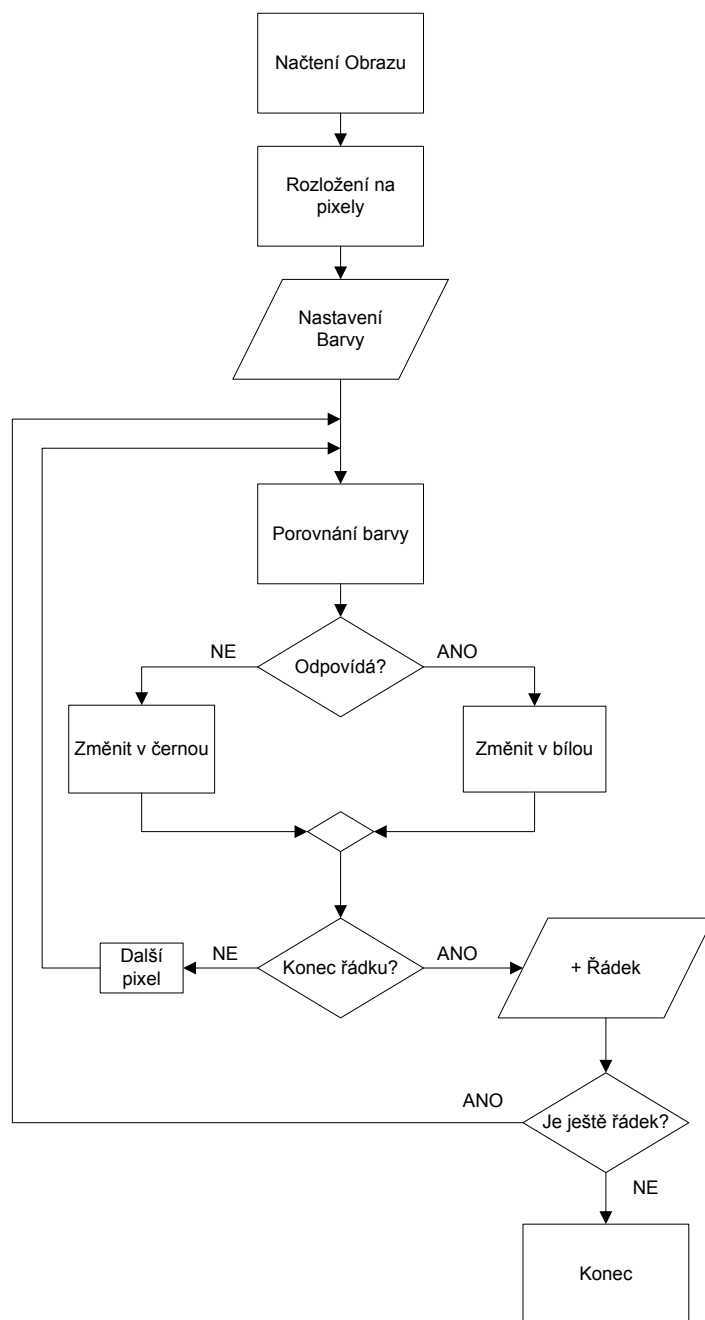 Načtení Obrazu
Rozložení na
pixely
Nastavení
Barvy
Porovnání barvy
NE
ANO
Odpovídá?
Změnit v černou
Změnit v bílou
Další
pixel
NE
Konec řádku?
ANO
+ Řádek
ANO
Je ještě řádek?
NE
Konec